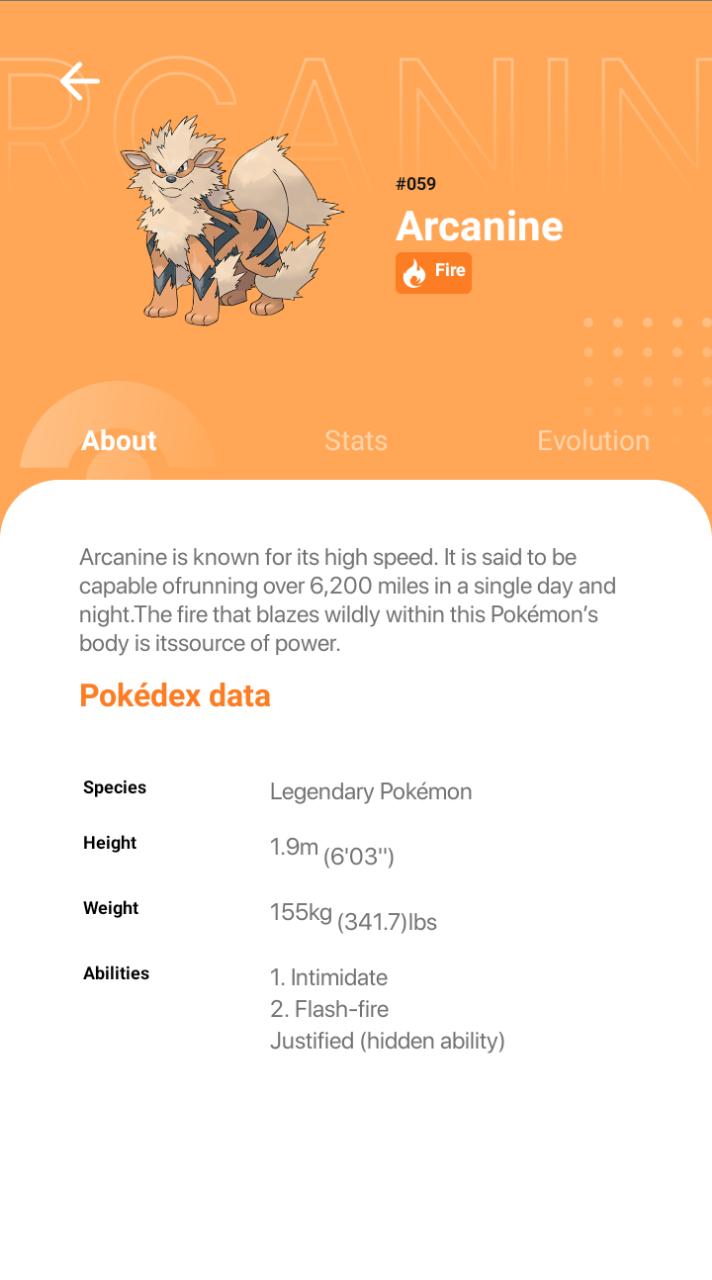 RCANIN
#059
Arcanine
Fire
About Stats Evolution
Arcanine is known for its high speed. It is said to be
capable ofrunning over 6,200 miles in a single day and
night.The fire that blazes wildly within this Pokémon’s
body is itssource of power.
Pokédex data
Species Legendary Pokémon
Height 1.9m (6'03'')
Weight 155kg (341.7)lbs
Abilities 1. Intimidate
2. Flash-fire
Justified (hidden ability)